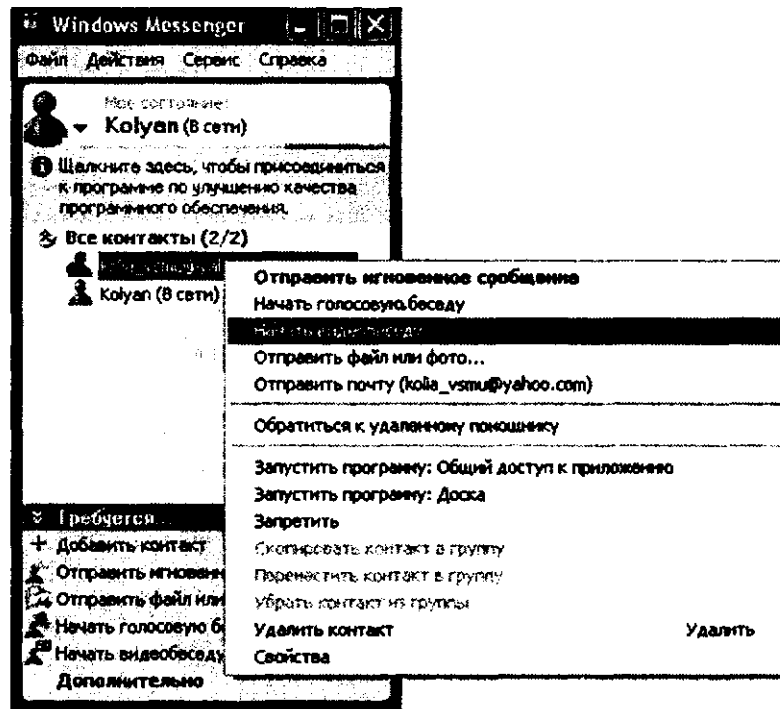 Windows Messenger
Файл Действия Сервис Справка
Мое состояние:
Kolyan (В сети)
Щелкните здесь, чтобы присоединиться
к программе по улучшению качества
программного обеспечения.
Все контакты (2/2)
Kolyan (В сети)
Отправить мгновенное сообщение
Начать голосовую беседу
Начать видеобеседу
Отправить файл или фото...
Отправить почту (kolia_vsmu@yahoo.com)
Обратиться к удаленному помощнику
Запустить программу: Общий доступ к приложению
Запустить программу: Доска
Запретить
Скопировать контакт в группу
Переместить контакт в группу
Убрать контакт из группы
Удалить контакт Удалить
Свойства
Требуется...
Добавить контакт
Отправить мгновенн
Отправить файл или
Начать голосовую б
Начать видеобеседу
Дополнительно